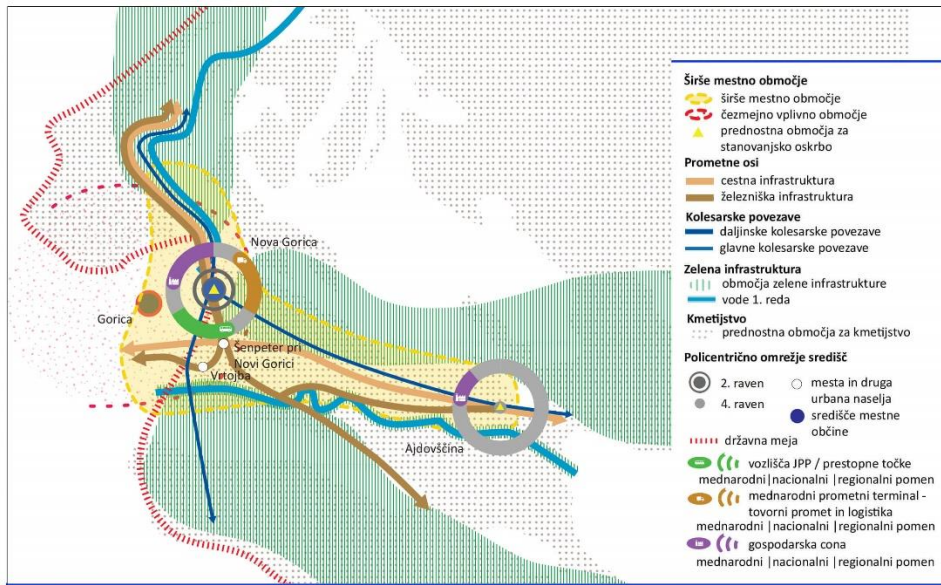 Nova Gorica
Gorica
Šenpeter pri
Novi Gorici
Vrtojba
Ajdovščina
Širše mestno območje
širše mestno območje
čezmejno vplivno območje
prednostna območja za
stanovanjsko oskrbo
Prometne osi
cestna infrastruktura
železniška infrastruktura
Kolesarske povezave
daljinske kolesarske povezave
glavne kolesarske povezave
Zelena infrastruktura
območja zelene infrastrukture
vode 1. reda
Kmetijstvo
prednostna območja za kmetijstvo
Policentrično omrežje središč
2. raven
4. raven
mesta in druga
urbana naselja
središče mestne
občine
državna meja
vozlišča JPP / prestopne točke
mednarodni |nacionalni |regionalni pomen
mednarodni prometni terminal -
tovorni promet in logistika
mednarodni |nacionalni |regionalni pomen
gospodarska cona
mednarodni |nacionalni |regionalni pomen